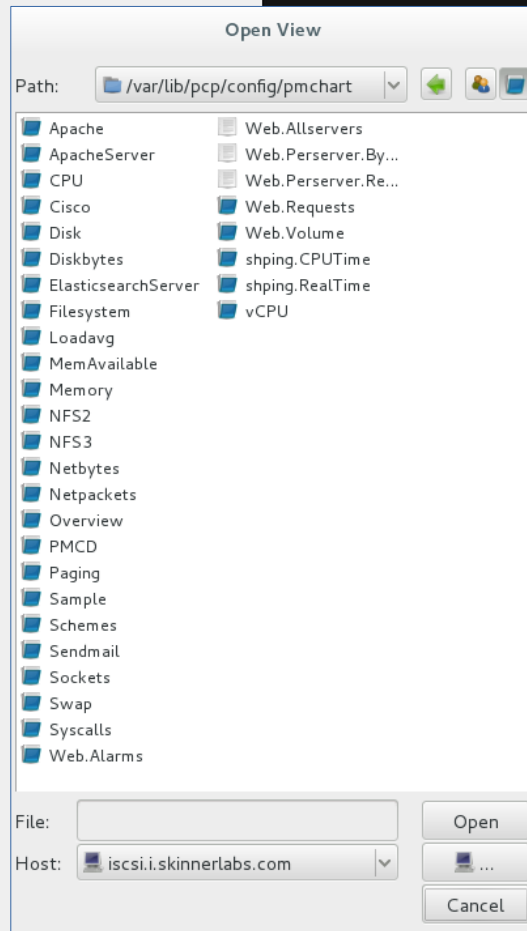 Open View
Path: /var/lib/pcp/config/pmchart
Apache
ApacheServer
CPU
Cisco
Disk
Diskbytes
ElasticsearchServer
Filesystem
Loadavg
MemAvailable
Memory
NFS2
NFS3
Netbytes
Netpackets
Overview
PMCD
Paging
Sample
Schemes
Sendmail
Sockets
Swap
Syscalls
Web.Alarms
Web.Allservers
Web.Perserver.By...
Web.Perserver.Re...
Web.Requests
Web.Volume
shping.CPUTime
shping.RealTime
vCPU
File:
Open
Host: iscsi.i.skinnerlabs.com
...
Cancel